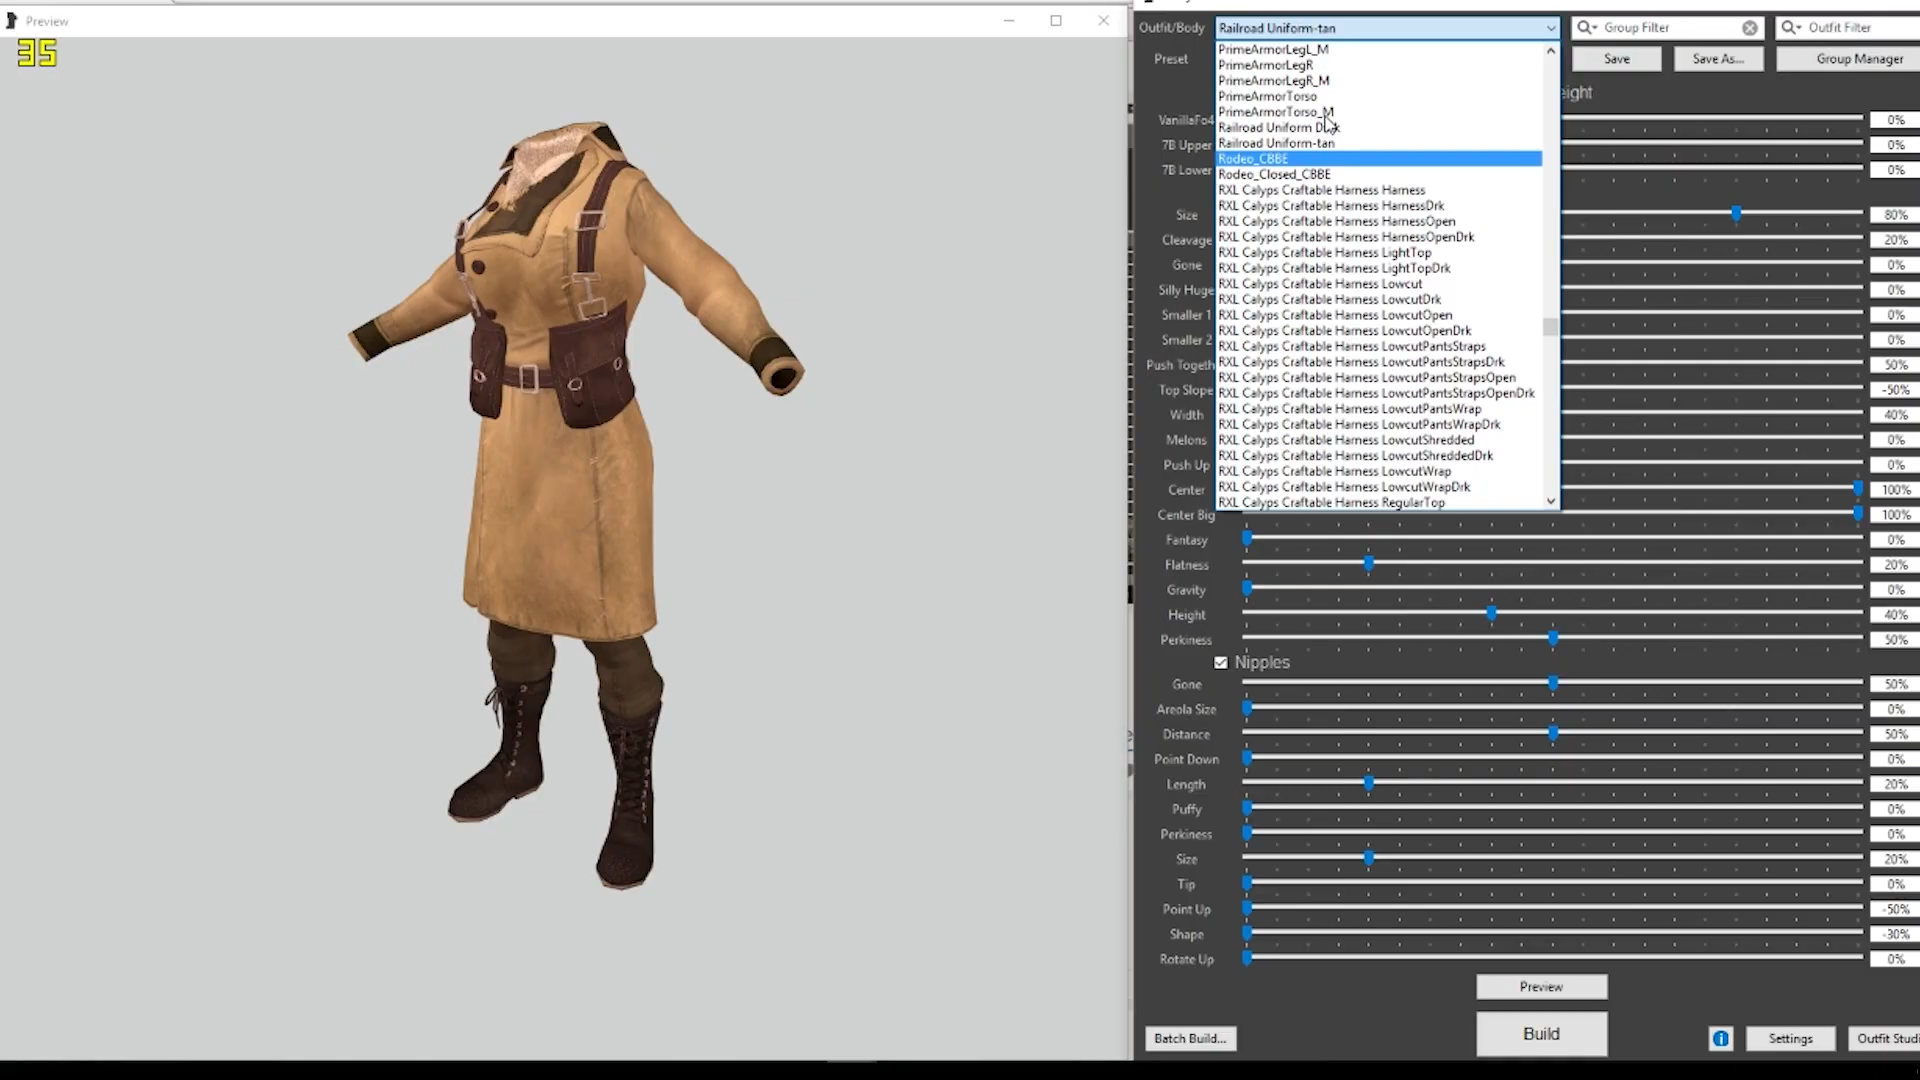 Preview
35
Outfit/Body
Railroad Uniform-tan
Group Filter
Outfit Filter
Preset
Save
Save As...
Group Manager
PrimeArmorLegL_M
PrimeArmorLegR
PrimeArmorLegR_M
PrimeArmorTorso
PrimeArmorTorso_M
Railroad Uniform
Railroad Uniform-tan
Rodeo_CBBE
Rodeo_Closed_CBBE
RXL Calyps Craftable Harness Harness
RXL Calyps Craftable Harness HarnessDrk
RXL Calyps Craftable Harness HarnessOpen
RXL Calyps Craftable Harness HarnessOpenDrk
RXL Calyps Craftable Harness LightTop
RXL Calyps Craftable Harness LightTopDrk
RXL Calyps Craftable Harness Lowcut
RXL Calyps Craftable Harness LowcutDrk
RXL Calyps Craftable Harness LowcutOpen
RXL Calyps Craftable Harness LowcutOpenDrk
RXL Calyps Craftable Harness LowcutPantsStraps
RXL Calyps Craftable Harness LowcutPantsStrapsDrk
RXL Calyps Craftable Harness LowcutPantsStrapsOpen
RXL Calyps Craftable Harness LowcutPantsStrapsOpenDrk
RXL Calyps Craftable Harness LowcutPantsWrap
RXL Calyps Craftable Harness LowcutPantsWrapDrk
RXL Calyps Craftable Harness LowcutShredded
RXL Calyps Craftable Harness LowcutShreddedDrk
RXL Calyps Craftable Harness LowcutWrap
RXL Calyps Craftable Harness LowcutWrapDrk
RXL Calyps Craftable Harness RegularTop
eight
VanillaFo4 0%
7B Upper 0%
7B Lower 0%
Size 80%
Cleavage 20%
Gone 0%
Silly Huge 0%
Smaller 1 0%
Smaller 2 0%
Push Togeth 50%
Top Slope -50%
Width 40%
Melons 0%
Push Up 0%
Center 100%
Center Big 100%
Fantasy 0%
Flatness 20%
Gravity 0%
Height 40%
Perkiness 50%
Nipples
Gone 50%
Areola Size 0%
Distance 50%
Point Down 0%
Length 20%
Puffy 0%
Perkiness 0%
Size 20%
Tip 0%
Point Up -50%
Shape -30%
Rotate Up 0%
Preview
Batch Build...
Build
Settings
Outfit Studi